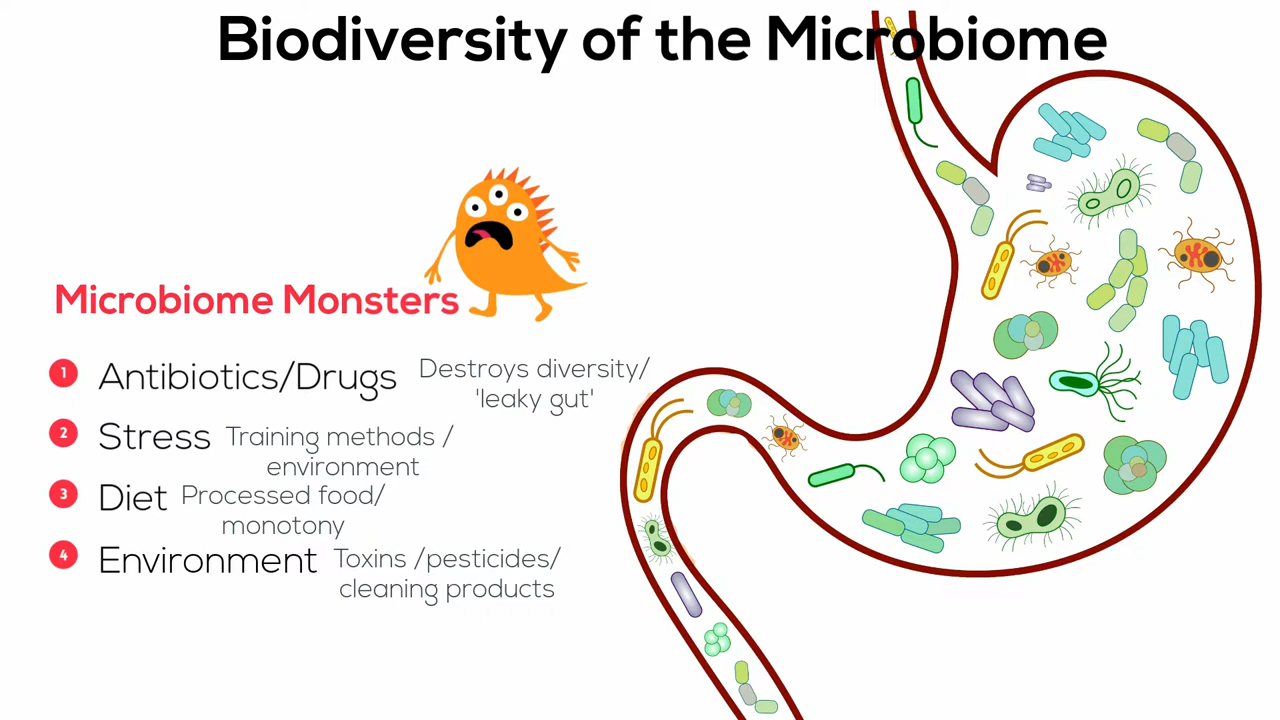 Biodiversity of the Microbiome
Microbiome Monsters
1 Antibiotics/Drugs Destroys diversity/
'leaky gut'
2 Stress Training methods /
environment
3 Diet Processed food/
monotony
4 Environment Toxins /pesticides/
cleaning products